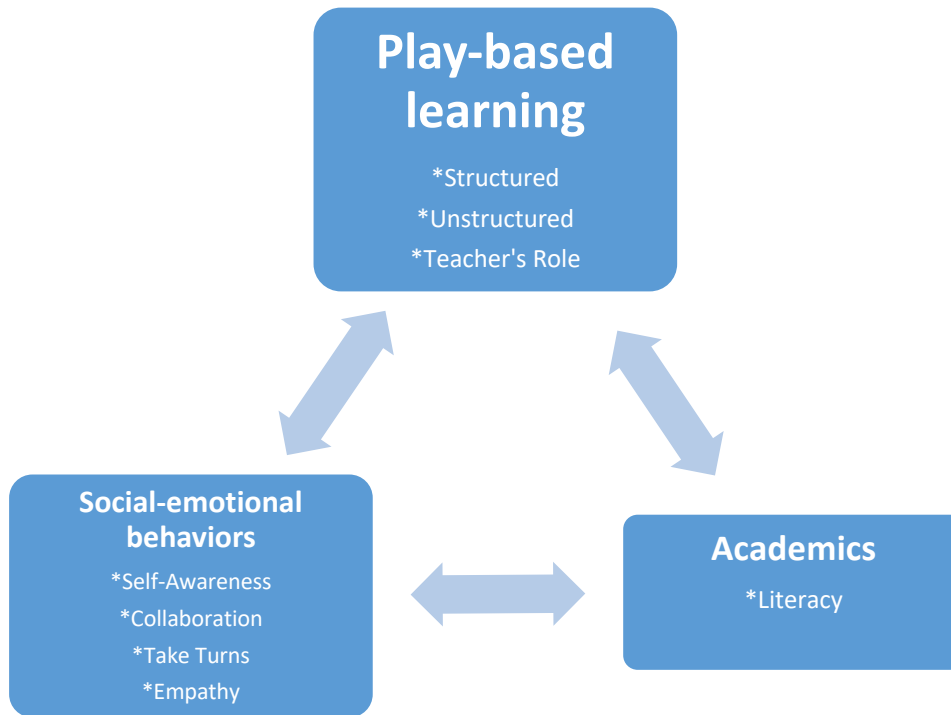 Play-based
learning
*Structured
*Unstructured
*Teacher's Role
Social-emotional
behaviors
*Self-Awareness
*Collaboration
*Take Turns
*Empathy
Academics
*Literacy